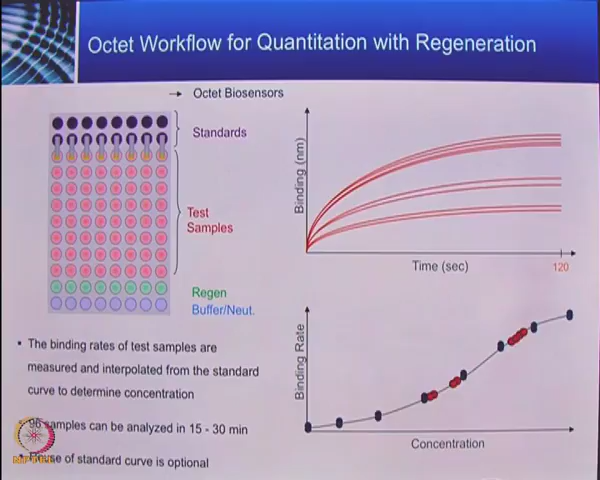 Octet Workflow for Quantitation with Regeneration
→ Octet Biosensors
Standards
Test
Samples
Regen
Buffer/Neut.
Binding (nm)
Time (sec)
120
Binding Rate
Concentration
• The binding rates of test samples are
measured and interpolated from the standard
curve to determine concentration
96 samples can be analyzed in 15 - 30 min
of standard curve is optional